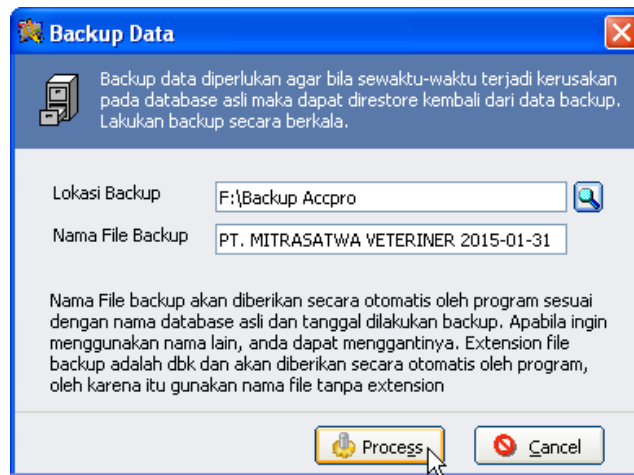 Backup Data
Backup data diperlukan agar bila sewaktu-waktu terjadi kerusakan
pada database asli maka dapat direstore kembali dari data backup.
Lakukan backup secara berkala.
Lokasi Backup
F:\Backup Accpro
Nama File Backup
PT. MITRASATWA VETERINER 2015-01-31
Nama File backup akan diberikan secara otomatis oleh program sesuai
dengan nama database asli dan tanggal dilakukan backup. Apabila ingin
menggunakan nama lain, anda dapat menggantinya. Extension file
backup adalah dbk dan akan diberikan secara otomatis oleh program,
oleh karena itu gunakan nama file tanpa extension
Process
Cancel